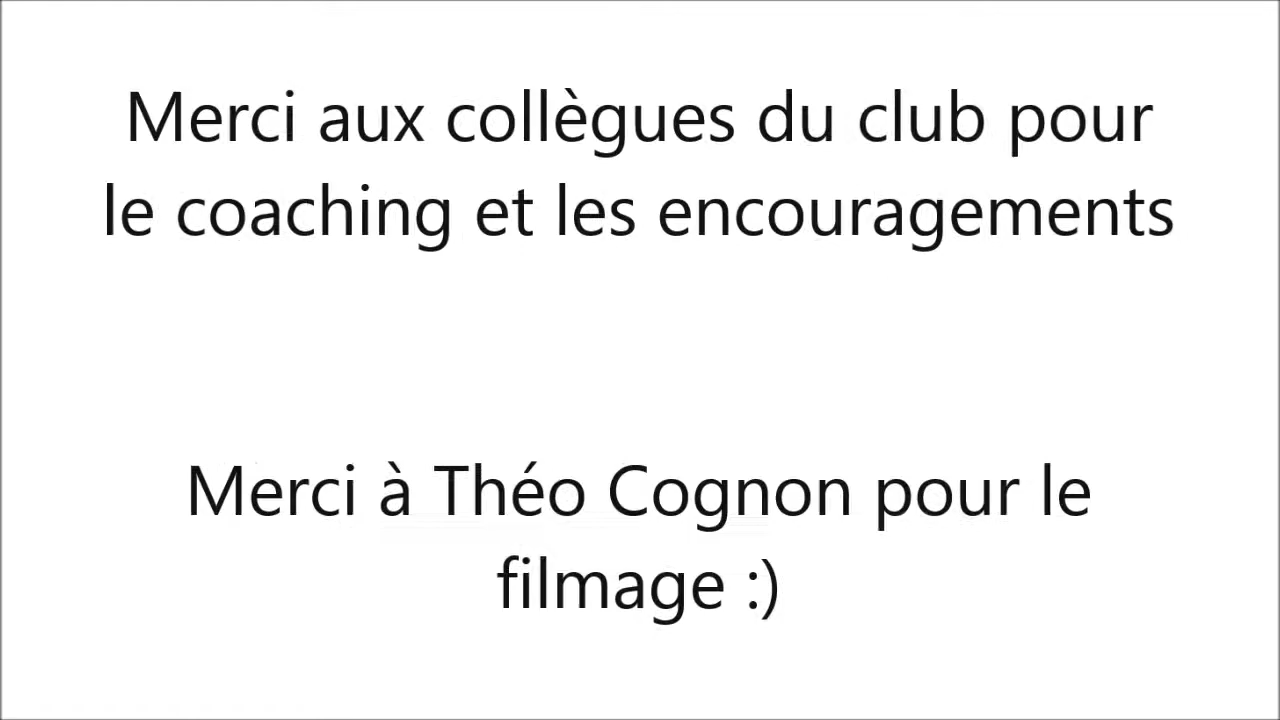 Merci aux collègues du club pour
le coaching et les encouragements
Merci à Théo Cognon pour le
filmage :)